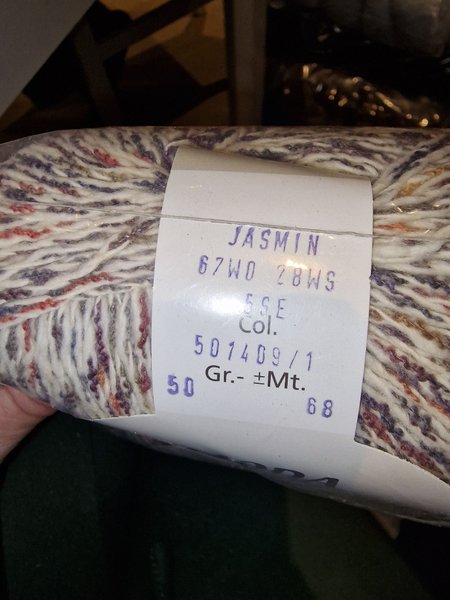 JASMIN
67WO 28WS
5SE
Col.
501409/1
Gr.- ±Mt.
50 68